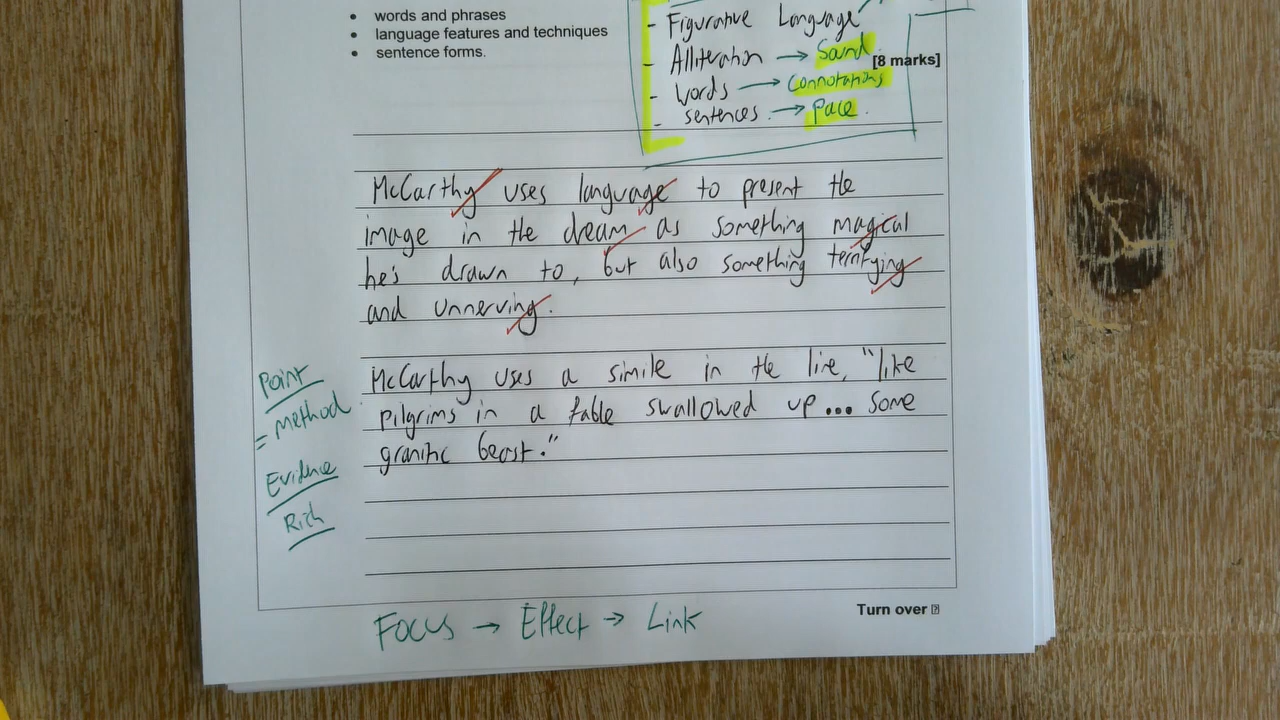 • words and phrases
• language features and techniques
• sentence forms.
- Figurative Language
- Alliteration → Sound
[8 marks]
- Words → Connotations
- sentences → Pace.
McCarthy uses language to present the
image in the dream as something magical
he's drawn to, but also something terrifying
and unnerving.
McCarthy uses a simile in the line, "like
pilgrims in a fable swallowed up... some
granitic beast."
Point
= method
Evidence
Rich
Turn over
Focus → Effect → Link